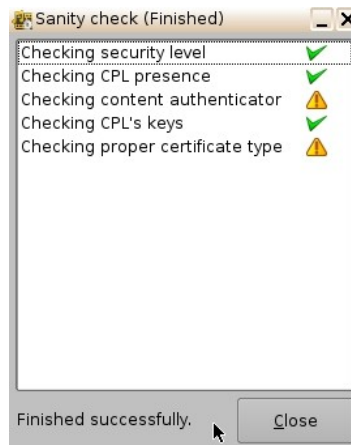 Sanity check (Finished)
Checking security level
Checking CPL presence
Checking content authenticator
Checking CPL's keys
Checking proper certificate type
Finished successfully.
Close